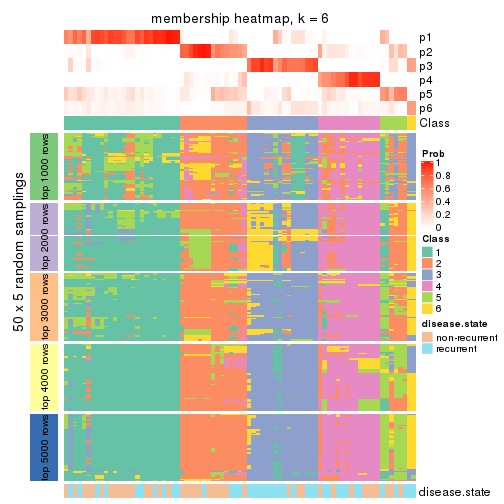 membership heatmap, k = 6
p1
p2
p3
p4
p5
p6
Class
50 x 5 random samplings
top 1000 rows
top 2000 rows
top 3000 rows
top 4000 rows
top 5000 rows
disease.state
Prob
1
0.8
0.6
0.4
0.2
0
Class
1
2
3
4
5
6
disease.state
non-recurrent
recurrent